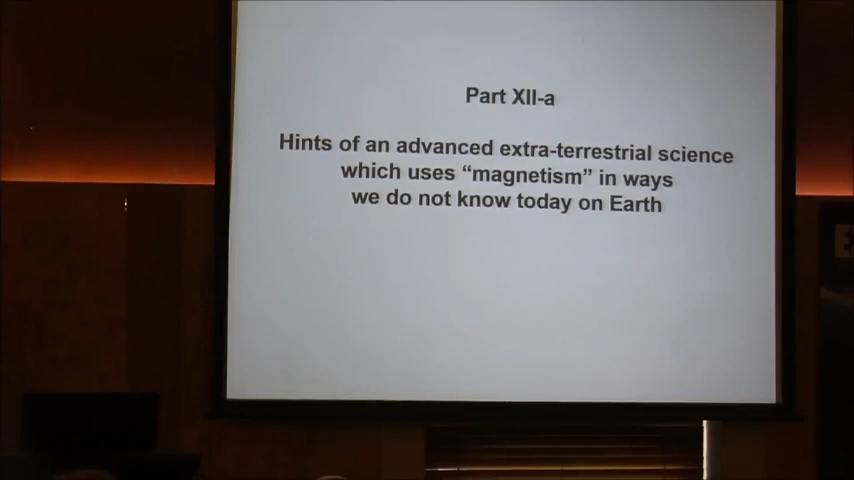 Part XII-a
Hints of an advanced extra-terrestrial science
which uses “magnetism” in ways
we do not know today on Earth